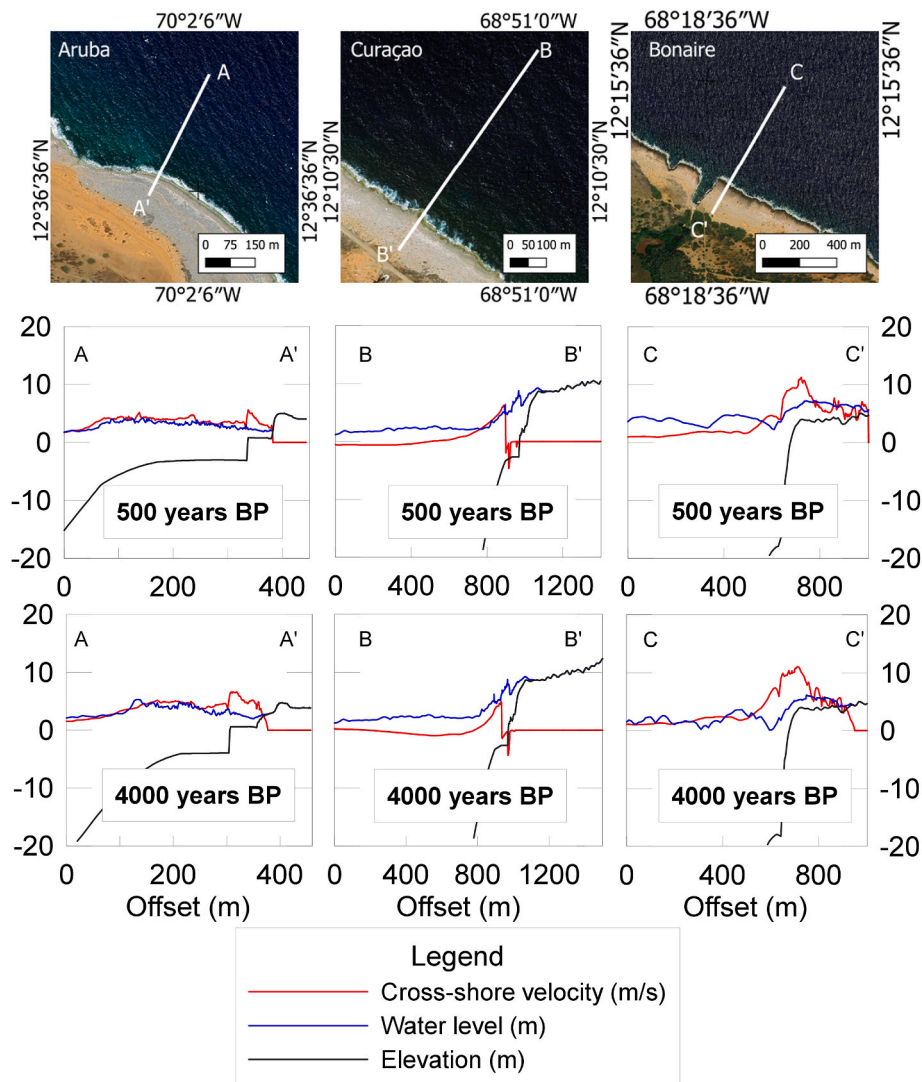 70°2′6″W
68°51′0″W
68°18′36″W
Aruba
A
A'
12°36′36″N
12°36′36″N
0 75 150 m
70°2′6″W
Curaçao
B
B'
12°10′30″N
0 50 100 m
68°51′0″W
Bonaire
C
C'
12°15′36″N
12°15′36″N
0 200 400 m
68°18′36″W
20
10
0
-10
-20
A
A'
500 years BP
0 200 400
B
B'
500 years BP
0 400 800 1200
C
C'
500 years BP
0 400 800
20
10
0
-10
-20
20
10
0
-10
-20
A
A'
4000 years BP
0 200 400
Offset (m)
B
B'
4000 years BP
0 400 800 1200
Offset (m)
C
C'
4000 years BP
0 400 800
Offset (m)
20
10
0
-10
-20
Legend
Cross-shore velocity (m/s)
Water level (m)
Elevation (m)